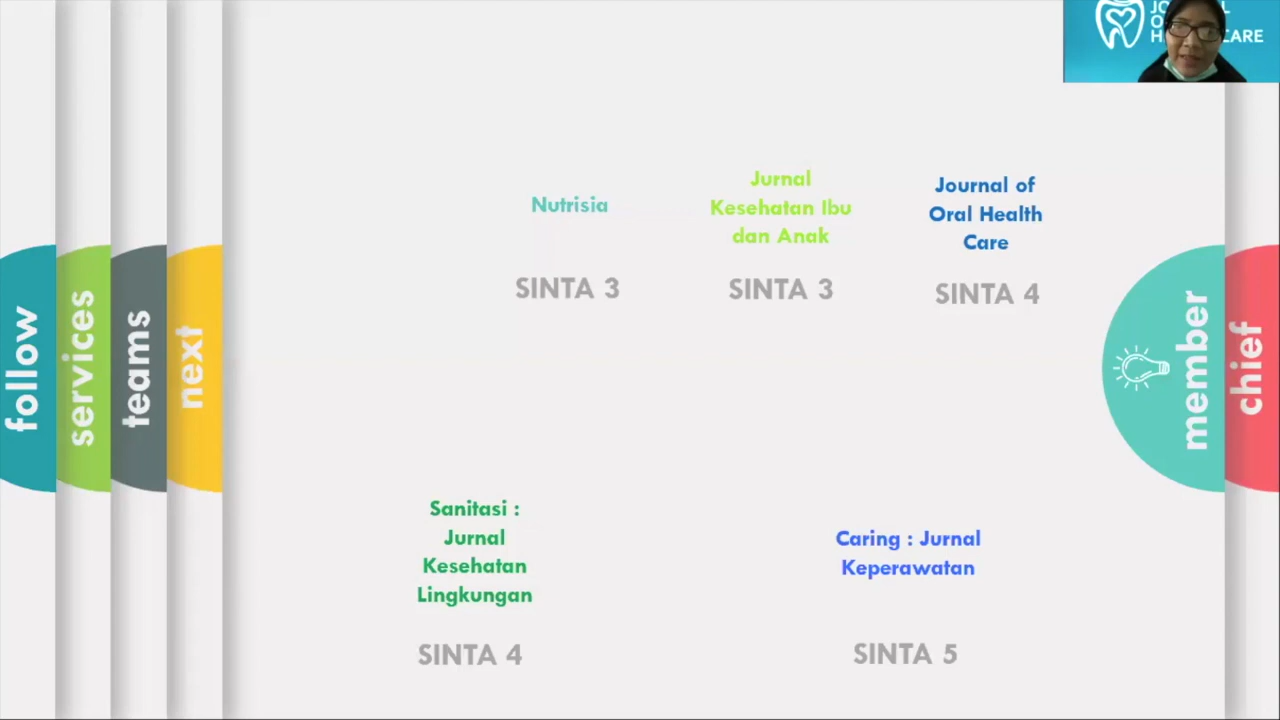 CARE
Nutrisia
SINTA 3
Jurnal
Kesehatan Ibu
dan Anak
SINTA 3
Journal of
Oral Health
Care
SINTA 4
follow
services
teams
next
member
chief
Sanitasi :
Jurnal
Kesehatan
Lingkungan
SINTA 4
Caring : Jurnal
Keperawatan
SINTA 5